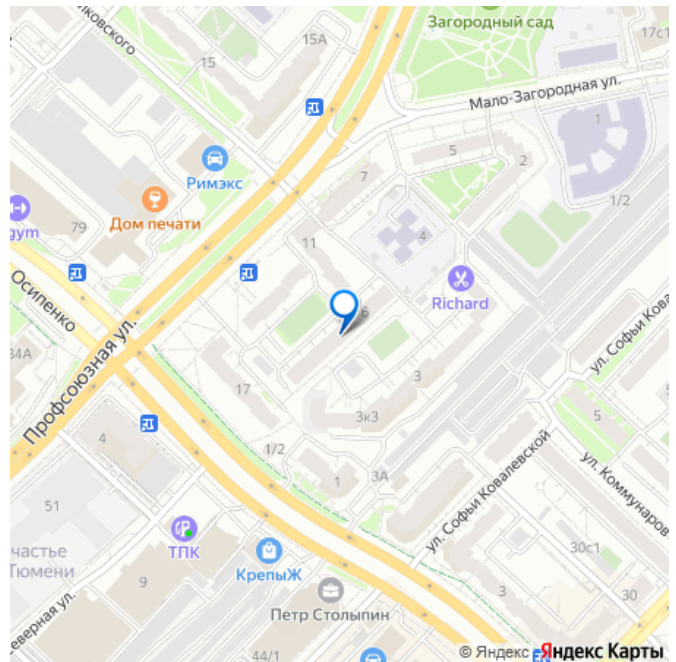 Загородный сад
17с1
15А
15
Мало-Загородная ул.
1
5
2
7
Римэкс
1/2
Дом печати
gym
79
11
4
Осипенко
Richard
6
ул. Софьи Кова
34А
Профсоюзная ул.
17
3
3к3
5
4
1/2
1
3А
ул. Софьи Ковалевской
ул. Коммунаров
51
ТПК
частье
Тюмени
КрепыЖ
9
30с1
3
30
Петр Столыпин
еверная ул.
44/1
© Яндекс
Яндекс Карты